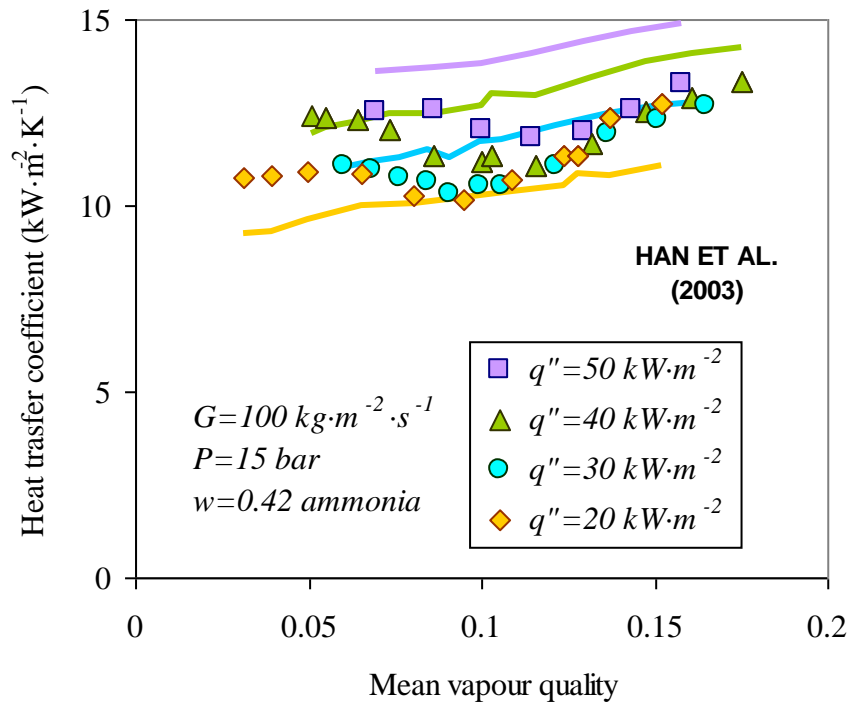 15
10
5
0
0
0.05
0.1
0.15
0.2
Heat trasfer coefficient (kW·m⁻²·K⁻¹)
Mean vapour quality
HAN ET AL.
(2003)
G=100 kg·m⁻²·s⁻¹
P=15 bar
w=0.42 ammonia
q"=50 kW·m⁻²
q"=40 kW·m⁻²
q"=30 kW·m⁻²
q"=20 kW·m⁻²